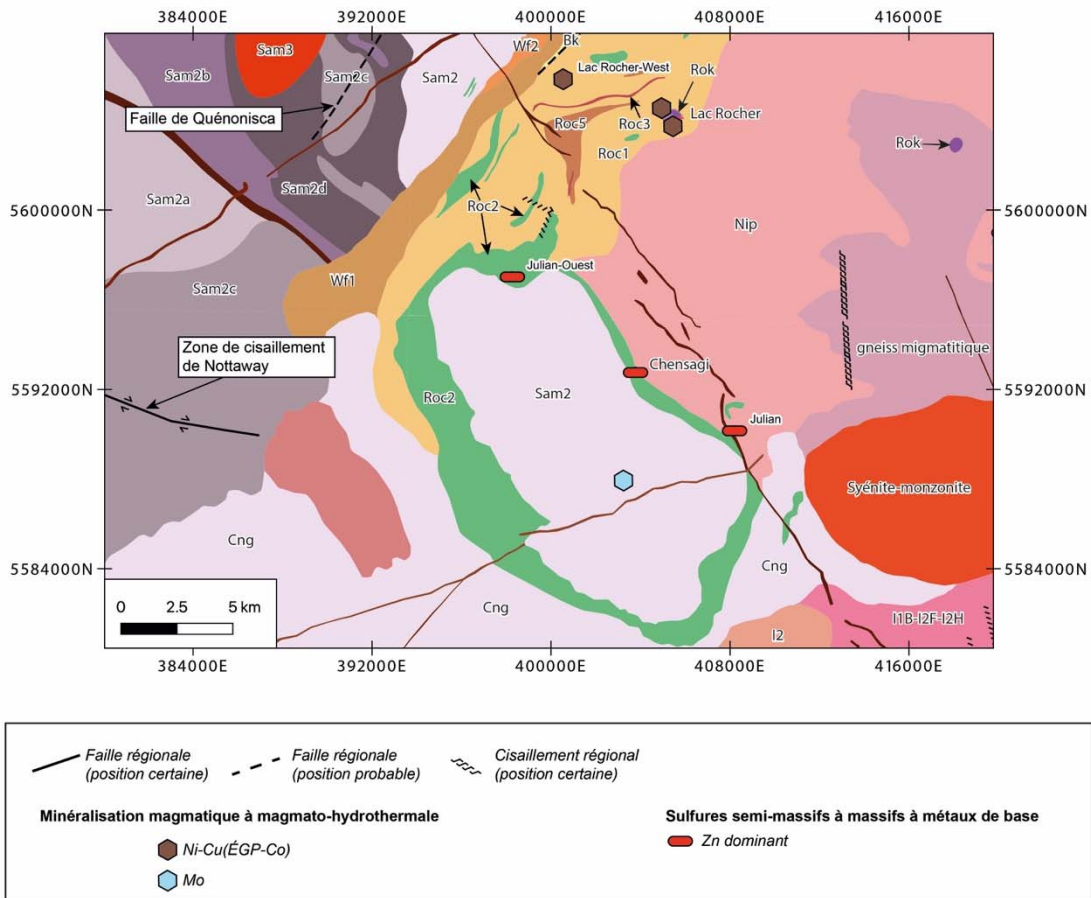 384000E 392000E 400000E 408000E 416000E
Sam3
Wf2
Bk
Sam2b
Sam2c
Sam2
Lac Rocher-West
Rok
Faille de Quénonisca
Roc5
Roc3
Lac Rocher
Roc1
Rok
Sam2d
Sam2a
5600000N
Roc2
Nip
5600000N
Sam2c
Wf1
Julian-Ouest
Zone de cisaillement
de Nottaway
gneiss migmatitique
Chensagi
5592000N
Roc2
Sam2
5592000N
Julian
Syénite-monzonite
Cng
5584000N
Cng
Cng
5584000N
0 2.5 5 km
I2
I1B-I2F-I2H
384000E 392000E 400000E 408000E 416000E
Faille régionale
(position certaine)
Faille régionale
(position probable)
Cisaillement régional
(position certaine)
Minéralisation magmatique à magmato-hydrothermale
Ni-Cu(ÉGP-Co)
Mo
Sulfures semi-massifs à massifs à métaux de base
Zn dominant